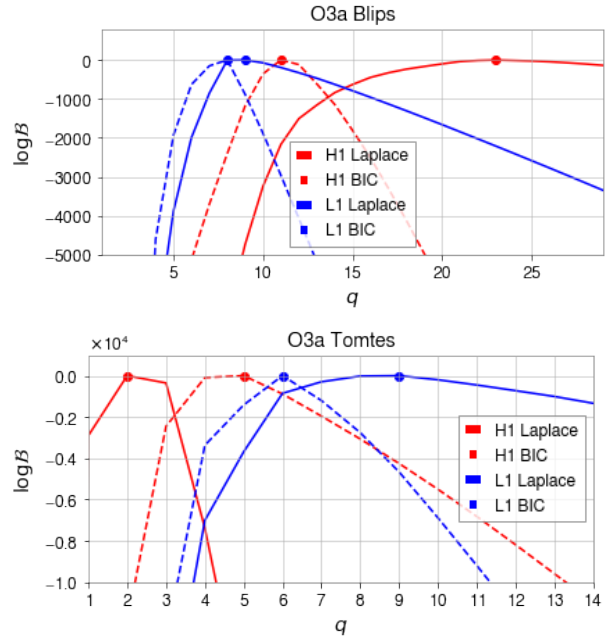 O3a Blips
0
−1000
−2000
−3000
−4000
−5000
log𝓑
H1 Laplace
H1 BIC
L1 Laplace
L1 BIC
5 10 15 20 25
q
× 10⁴
O3a Tomtes
0.0
−0.2
−0.4
−0.6
−0.8
−1.0
log𝓑
H1 Laplace
H1 BIC
L1 Laplace
L1 BIC
1 2 3 4 5 6 7 8 9 10 11 12 13 14
q